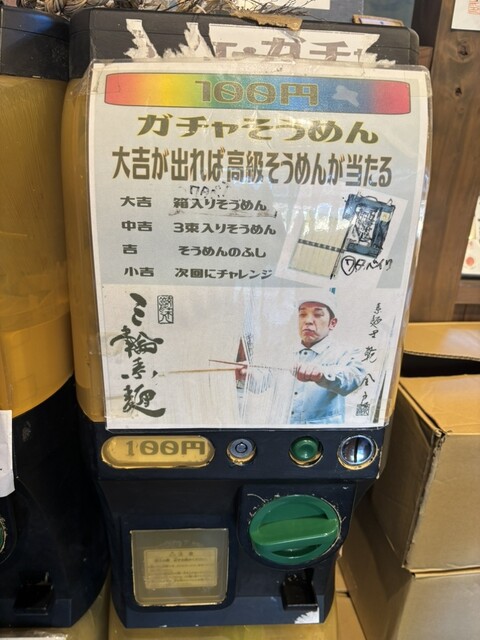 100円
ガチャそうめん
大吉が出れば高級そうめんが当たる
大吉 箱入りそうめん
中吉 3束入りそうめん
吉 そうめんのふし
小吉 次回にチャレンジ
三輪素麺
100円